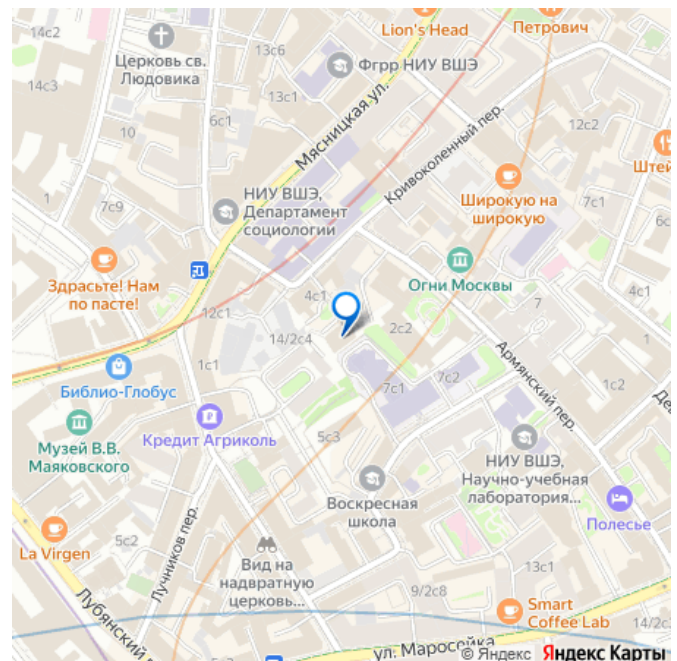 Lion's Head
Петрович
Церковь св.
Людовика
13с6
Фгрр НИУ ВШЭ
14с3
13с1
Мясницкая ул.
10
6с1
Кривоколенный пер.
12с2
Штей
НИУ ВШЭ,
Департамент
социологии
Широкую на
широкую
7с1
6с
7с9
Здрасьте! Нам
по пасте!
Огни Москвы
4с1
4с1
7
12с1
14/2с4
2с2
Армянский пер.
1с1
Библио-Глобус
7с1
7с2
1с2
Де
Музей В.В.
Маяковского
Кредит Агриколь
5с3
НИУ ВШЭ,
Научно-учебная
лаборатория...
Воскресная
школа
Полесье
La Virgen
5с2
Лучников пер.
Вид на
надвратную
церковь...
13с1
9/2с8
Smart
Coffee Lab
14/2с
Лубянский п
ул. Маросейка
© Яндекс Яндекс Карты